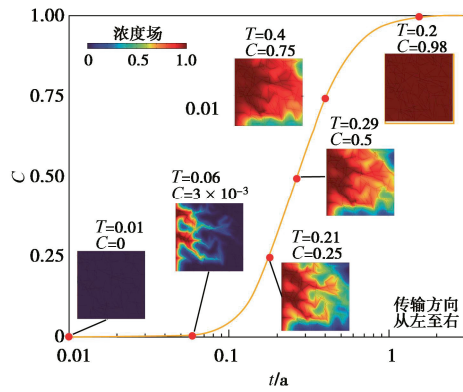 1.00
浓度场
0 0.5 1.0
T=0.4
C=0.75
T=0.2
C=0.98
0.01
0.75
T=0.29
C=0.5
C
0.50
T=0.06
C=3 × 10⁻³
T=0.01
C=0
T=0.21
C=0.25
0.25
传输方向
从左至右
0
0.01 0.1 1
t/a